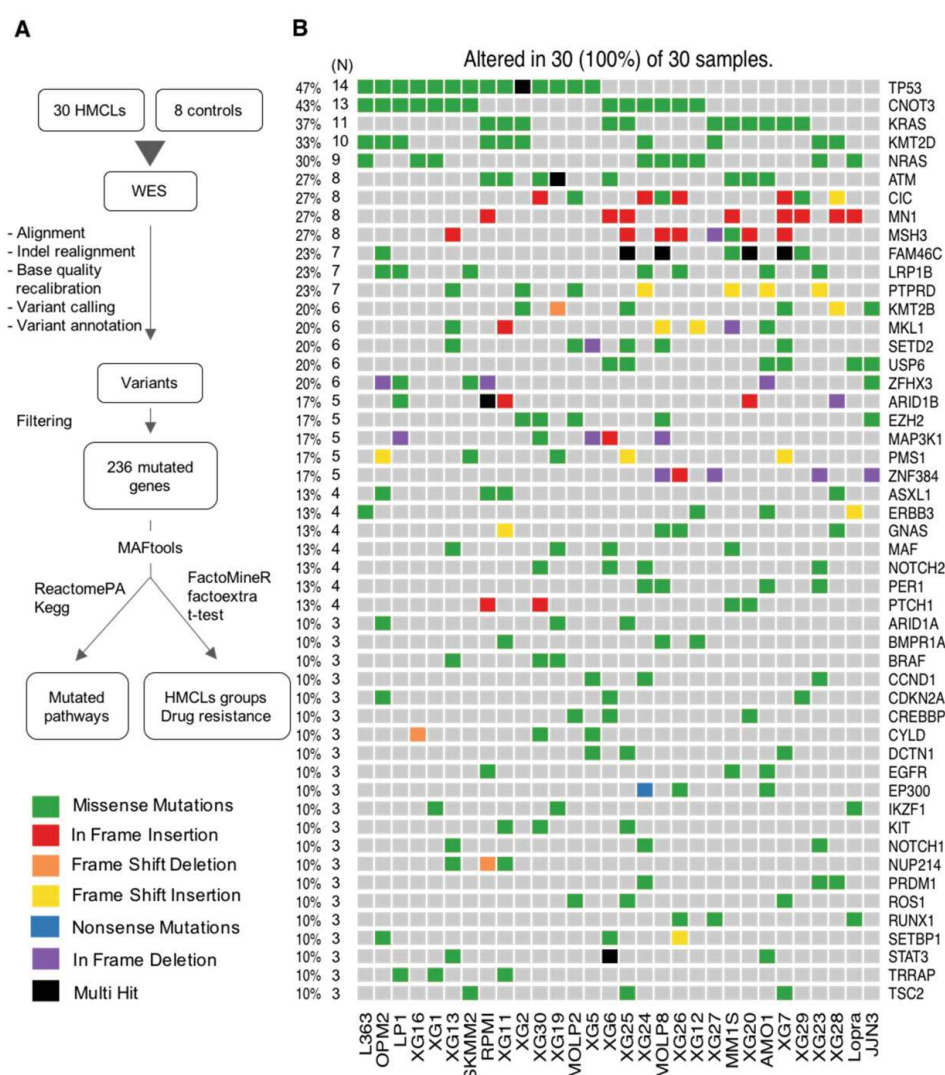 A
30 HMCLs
8 controls
WES
- Alignment
- Indel realignment
- Base quality
recalibration
- Variant calling
- Variant annotation
Variants
Filtering
236 mutated
genes
MAFtools
ReactomePA
Kegg
FactoMineR
factoextra
t-test
Mutated
pathways
HMCLs groups
Drug resistance
Missense Mutations
In Frame Insertion
Frame Shift Deletion
Frame Shift Insertion
Nonsense Mutations
In Frame Deletion
Multi Hit
B
Altered in 30 (100%) of 30 samples.
(N)
47% 14 TP53
43% 13 CNOT3
37% 11 KRAS
33% 10 KMT2D
30% 9 NRAS
27% 8 ATM
27% 8 CIC
27% 8 MN1
27% 8 MSH3
23% 7 FAM46C
23% 7 LRP1B
23% 7 PTPRD
20% 6 KMT2B
20% 6 MKL1
20% 6 SETD2
20% 6 USP6
20% 6 ZFHX3
17% 5 ARID1B
17% 5 EZH2
17% 5 MAP3K1
17% 5 PMS1
17% 5 ZNF384
13% 4 ASXL1
13% 4 ERBB3
13% 4 GNAS
13% 4 MAF
13% 4 NOTCH2
13% 4 PER1
13% 4 PTCH1
10% 3 ARID1A
10% 3 BMPR1A
10% 3 BRAF
10% 3 CCND1
10% 3 CDKN2A
10% 3 CREBBP
10% 3 CYLD
10% 3 DCTN1
10% 3 EGFR
10% 3 EP300
10% 3 IKZF1
10% 3 KIT
10% 3 NOTCH1
10% 3 NUP214
10% 3 PRDM1
10% 3 ROS1
10% 3 RUNX1
10% 3 SETBP1
10% 3 STAT3
10% 3 TRRAP
10% 3 TSC2
L363
OPM2
LP1
XG16
XG1
XG13
SKMM2
RPMI
XG11
XG2
XG30
XG19
MOLP2
XG5
XG6
XG25
XG24
MOLP8
XG26
XG12
XG27
MM1S
XG20
AMO1
XG7
XG29
XG23
XG28
Lopra
JJN3